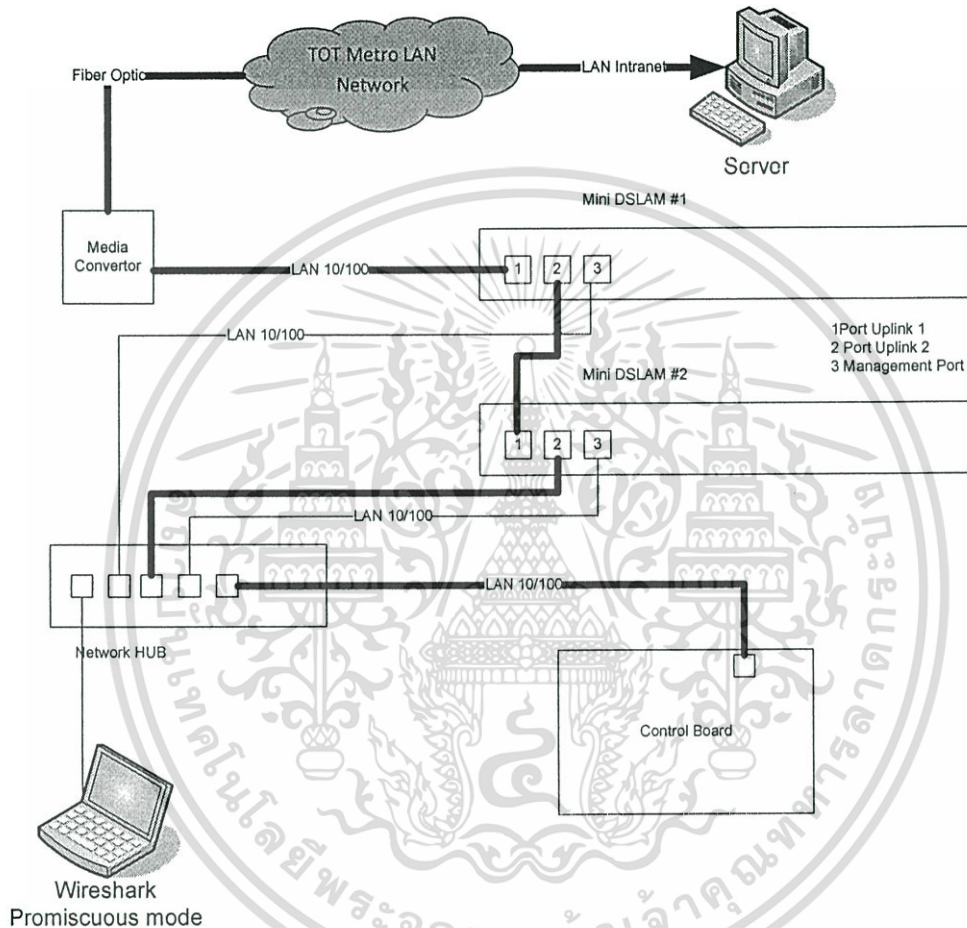 TOT Metro LAN
Network
Fiber Optic
LAN Intranet
Server
Mini DSLAM #1
Media
Convertor
LAN 10/100
1
2
3
LAN 10/100
1Port Uplink 1
2 Port Uplink 2
3 Management Port
Mini DSLAM #2
1
2
3
LAN 10/100
LAN 10/100
Network HUB
Control Board
Wireshark
Promiscuous mode